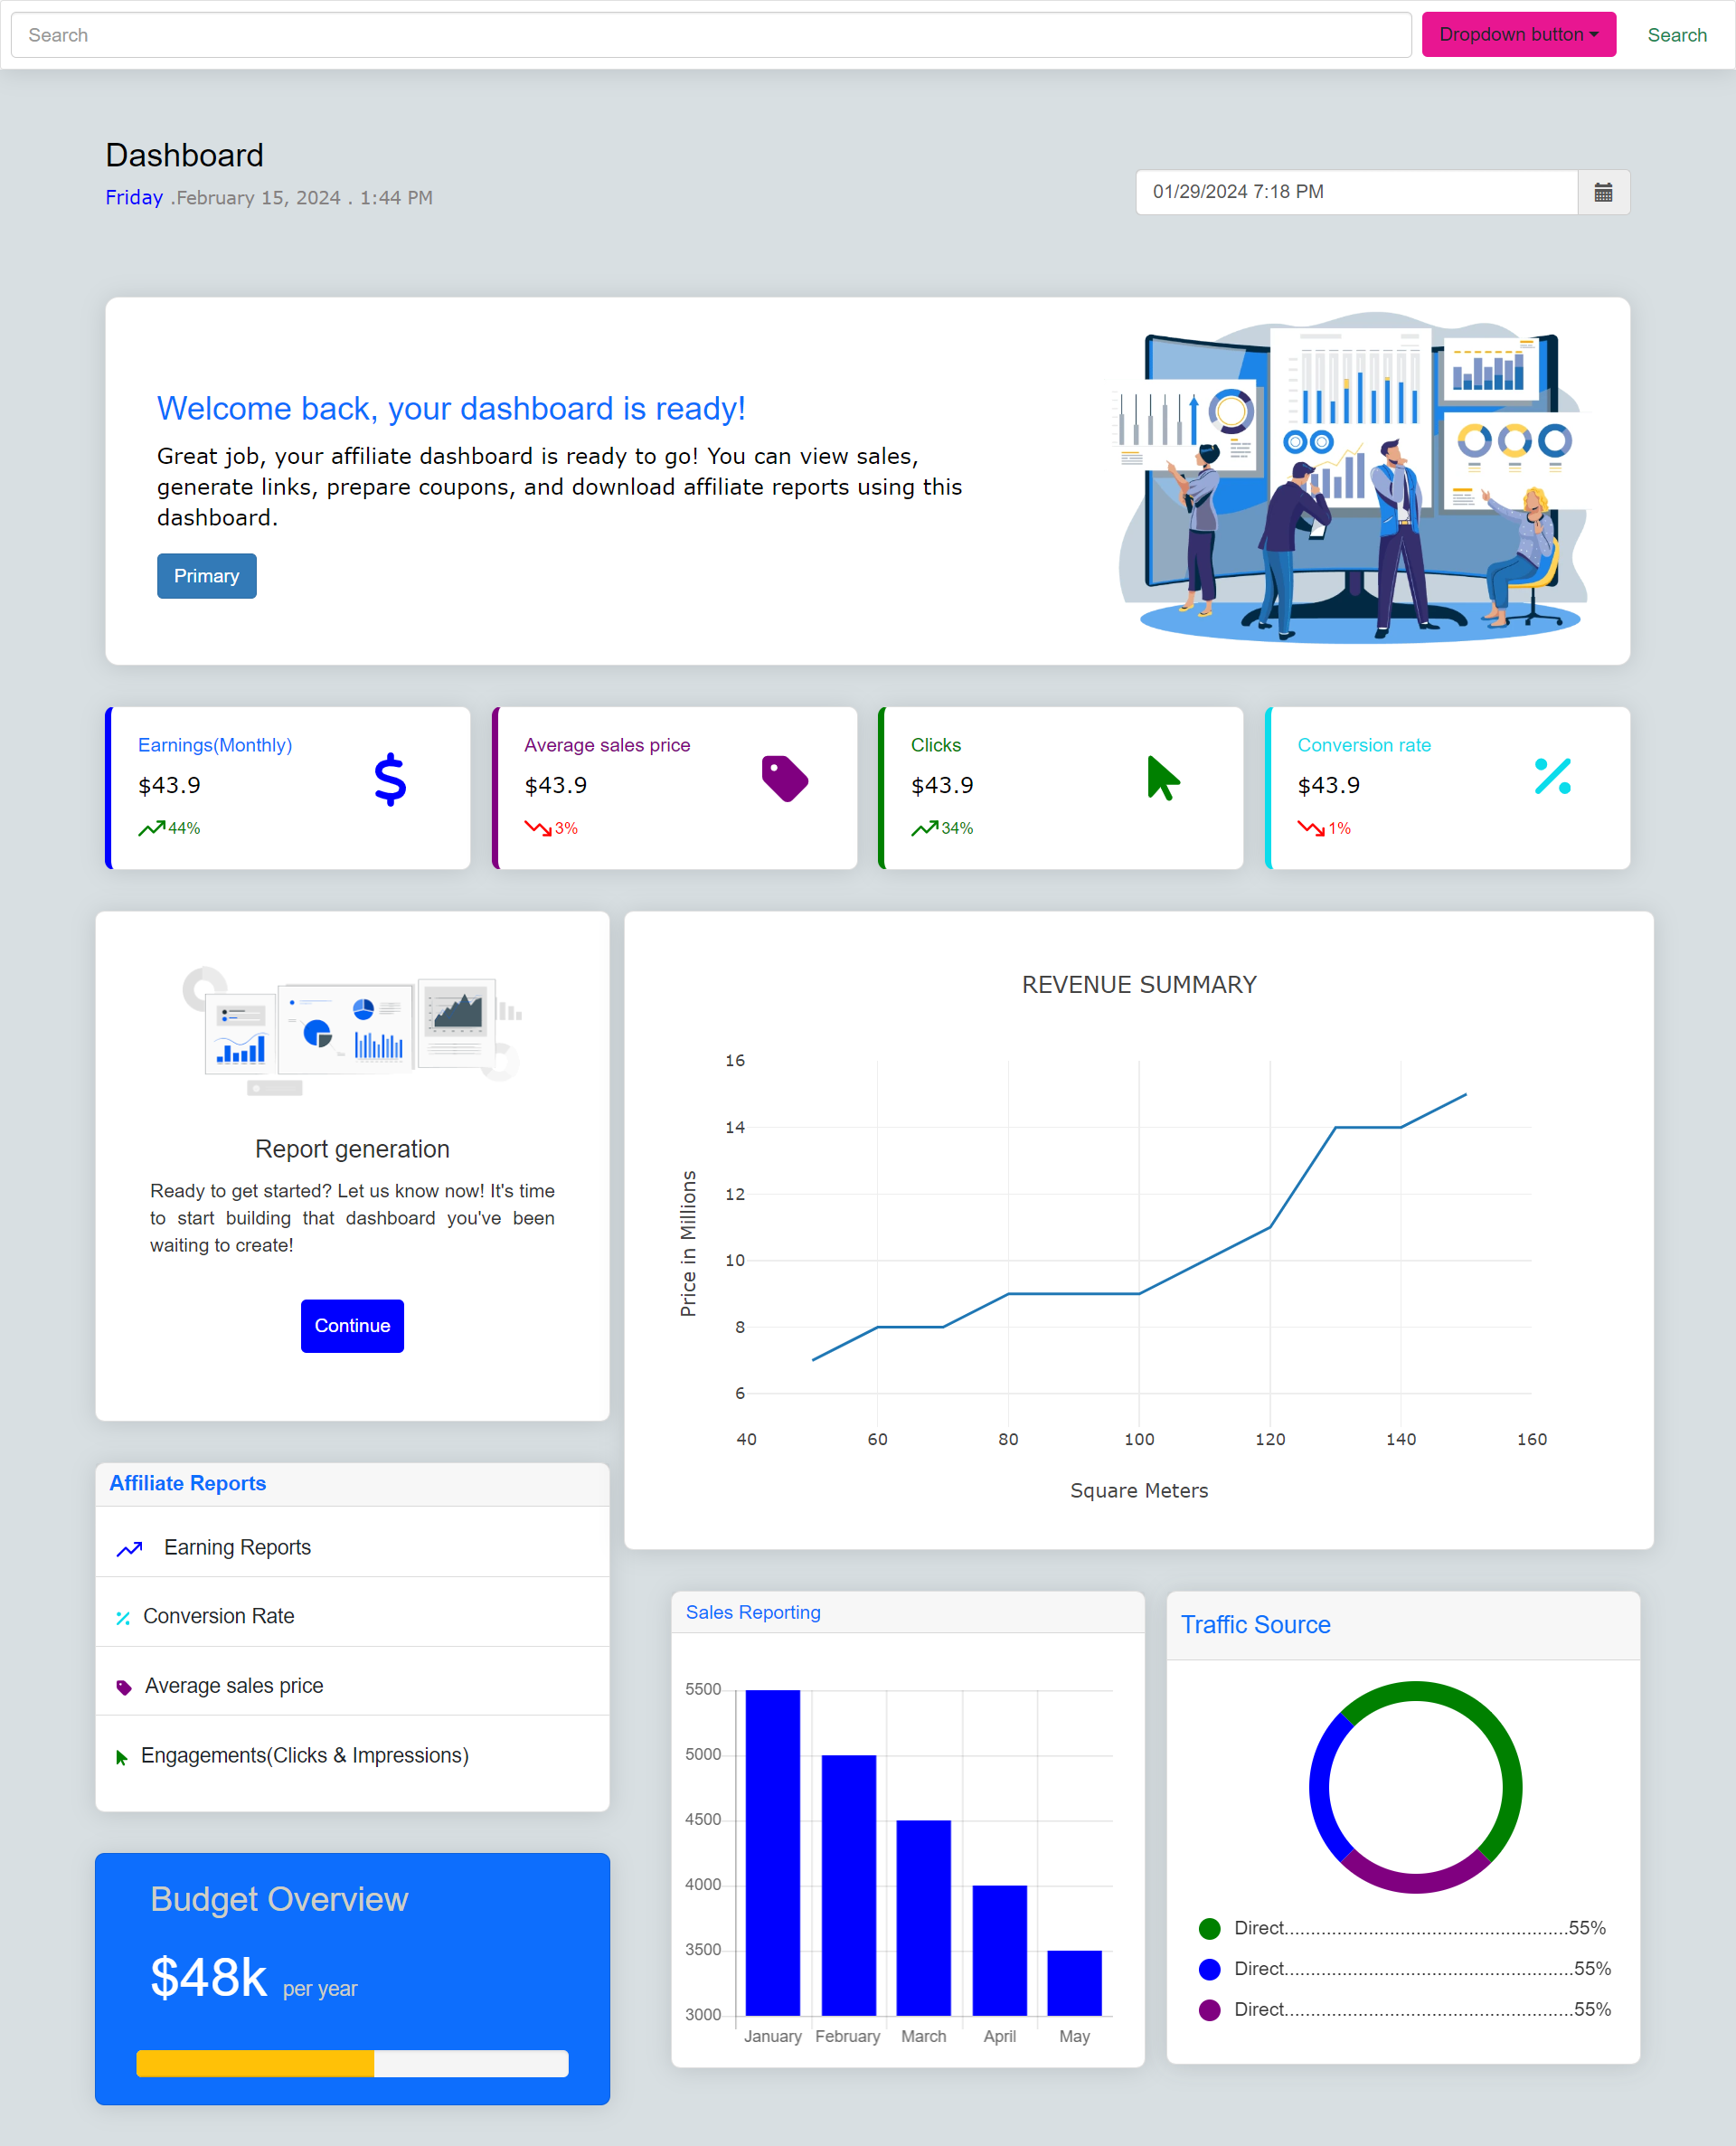 Search
Dropdown button
Search
Dashboard
Friday .February 15, 2024 . 1:44 PM
01/29/2024 7:18 PM
Welcome back, your dashboard is ready!
Great job, your affiliate dashboard is ready to go! You can view sales,
generate links, prepare coupons, and download affiliate reports using this
dashboard.
Primary
Earnings(Monthly)
$43.9
44%
Average sales price
$43.9
3%
Clicks
$43.9
34%
Conversion rate
$43.9
1%
Report generation
Ready to get started? Let us know now! It's time
to start building that dashboard you've been
waiting to create!
Continue
REVENUE SUMMARY
16
14
12
10
8
6
Price in Millions
40 60 80 100 120 140 160
Square Meters
Affiliate Reports
Earning Reports
Conversion Rate
Average sales price
Engagements(Clicks & Impressions)
Budget Overview
$48k per year
Sales Reporting
5500
5000
4500
4000
3500
3000
January February March April May
Traffic Source
Direct......................................................55%
Direct.......................................................55%
Direct.......................................................55%